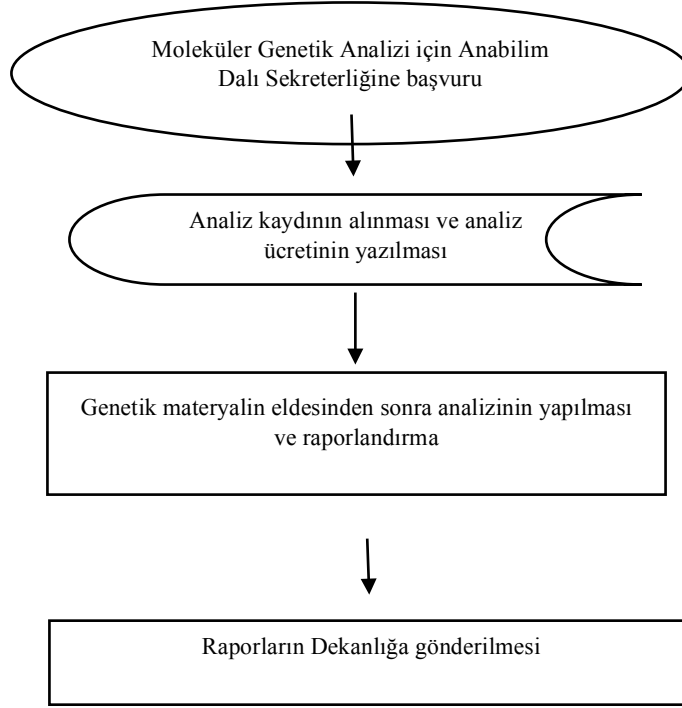 Moleküler Genetik Analizi için Anabilim
Dalı Sekreterliğine başvuru
Analiz kaydının alınması ve analiz
ücretinin yazılması
Genetik materyalin eldesinden sonra analizinin yapılması
ve raporlandırma
Raporların Dekanlığa gönderilmesi